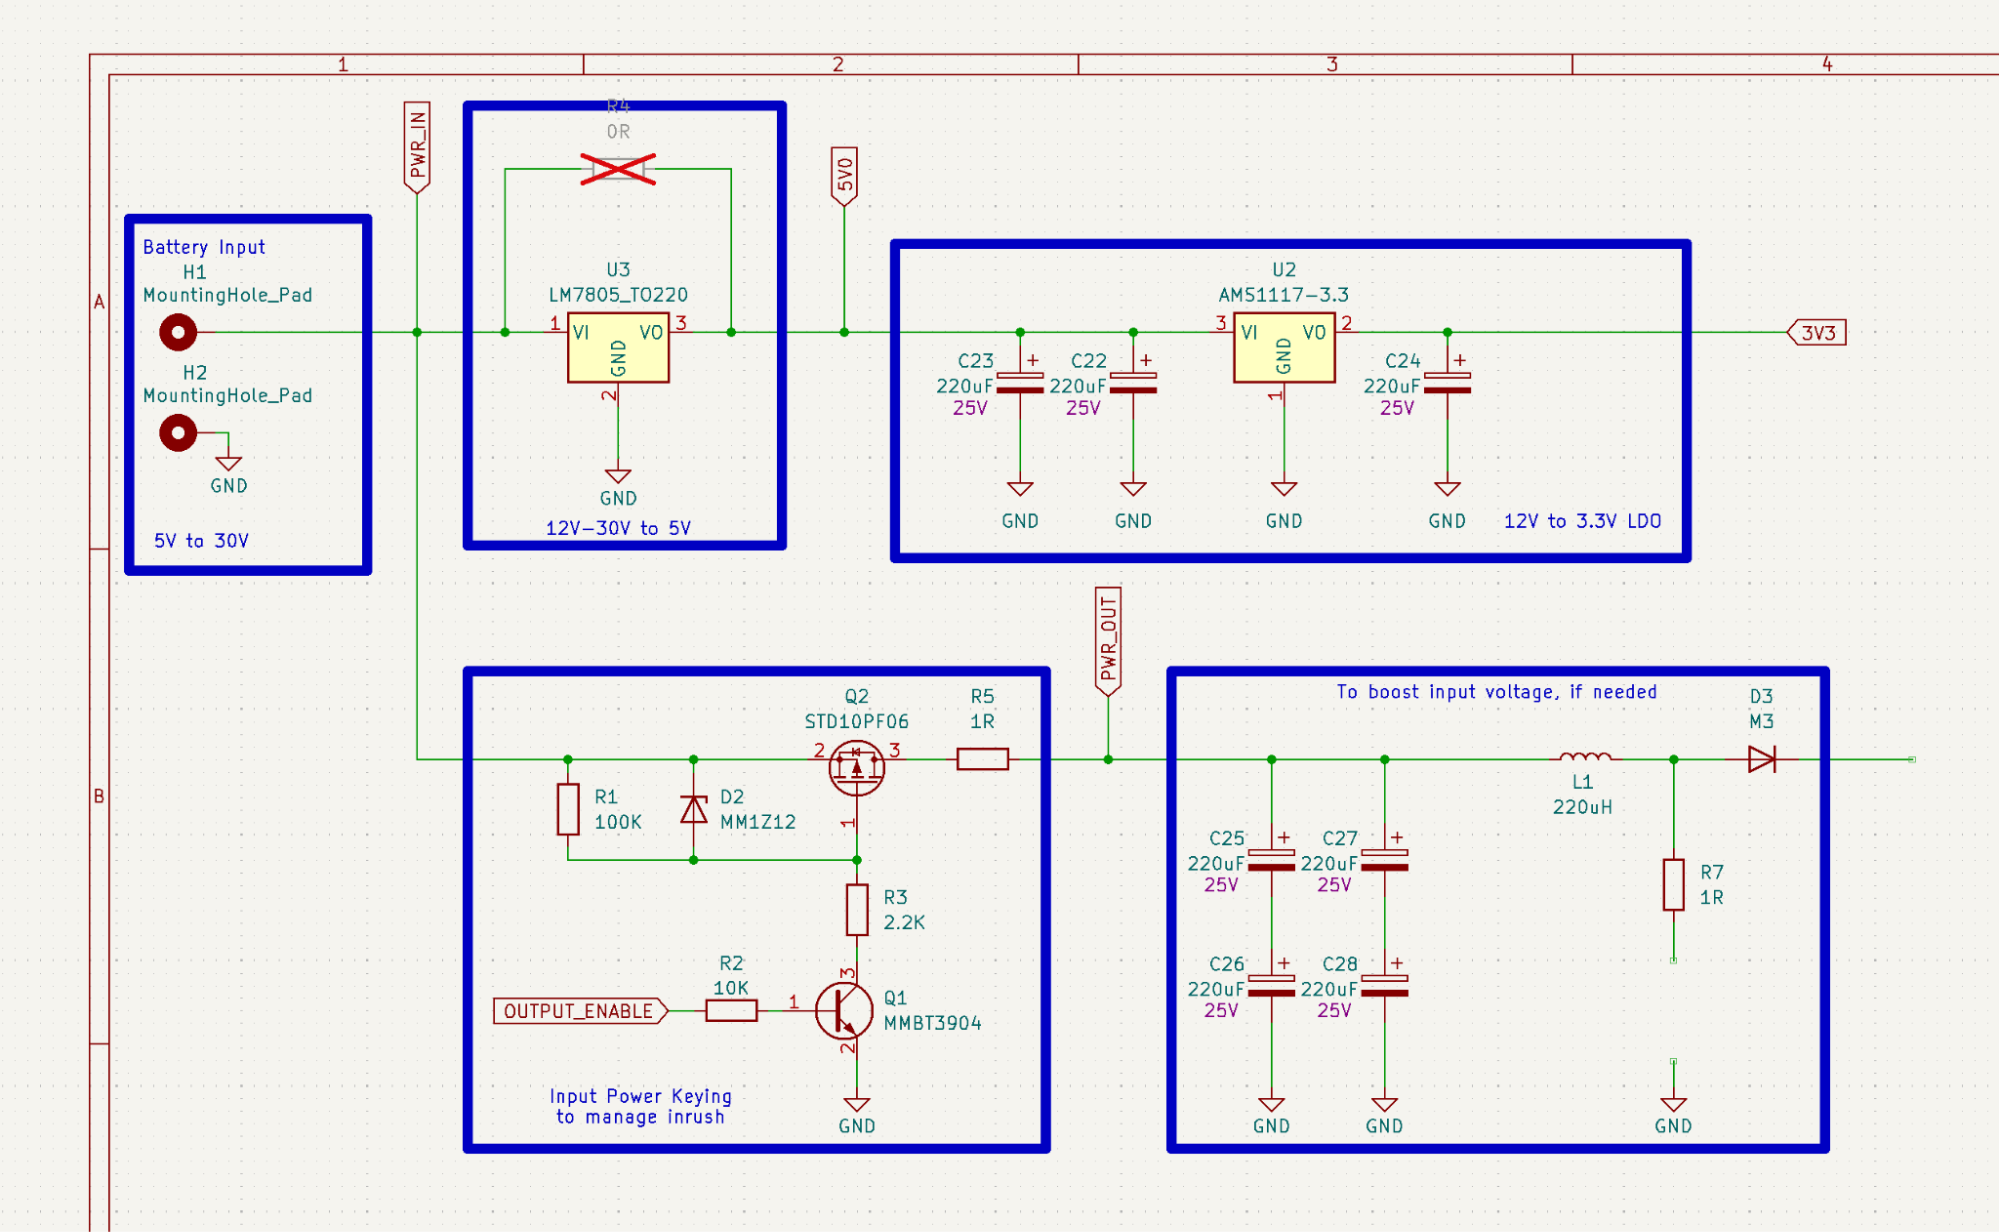 1
2
3
4
A
B
PWR_IN
Battery Input
H1
MountingHole_Pad
H2
MountingHole_Pad
GND
5V to 30V
R4
0R
U3
LM7805_TO220
1
VI
VO
3
GND
2
GND
12V-30V to 5V
5V0
U2
AMS1117-3.3
3
VI
VO
2
GND
1
C23
220uF
25V
C22
220uF
25V
C24
220uF
25V
GND
GND
GND
GND
12V to 3.3V LDO
3V3
Q2
STD10PF06
2
3
1
R5
1R
R1
100K
D2
MM1Z12
R3
2.2K
R2
10K
OUTPUT_ENABLE
1
3
2
Q1
MMBT3904
GND
Input Power Keying
to manage inrush
PWR_OUT
To boost input voltage, if needed
D3
M3
L1
220uH
C25
220uF
25V
C27
220uF
25V
R7
1R
C26
220uF
25V
C28
220uF
25V
GND
GND
GND